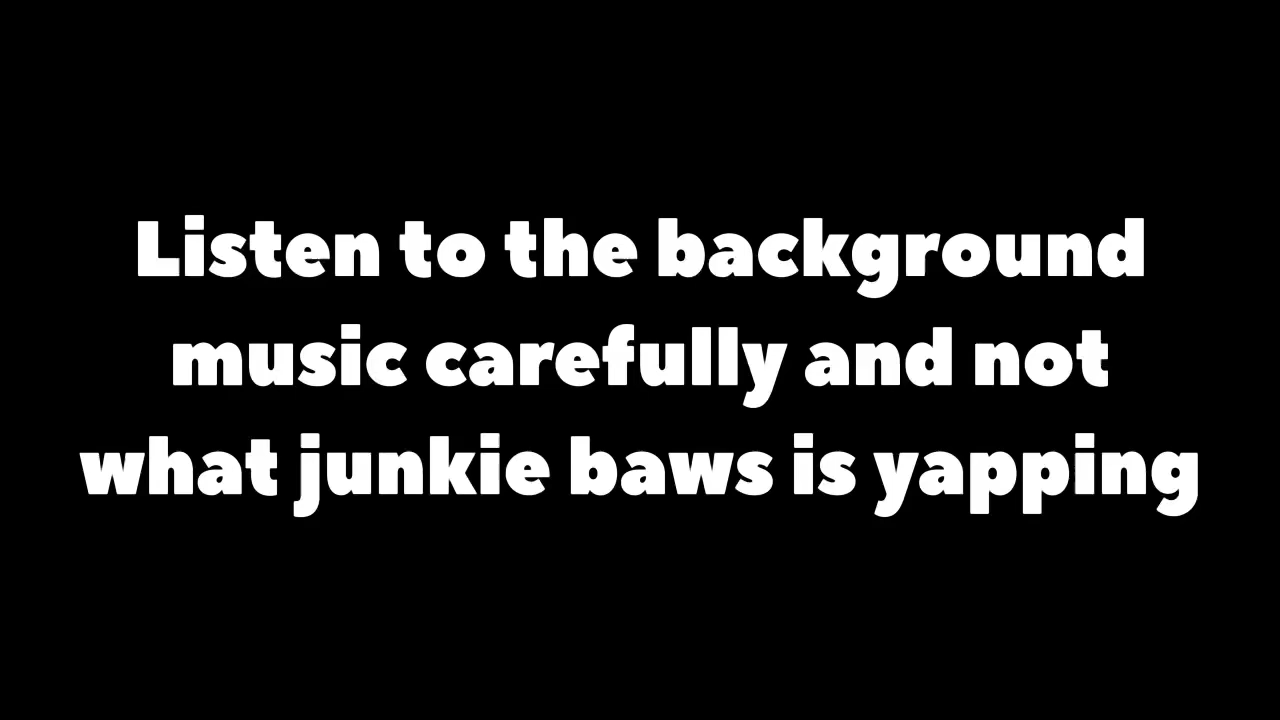 Listen to the background
music carefully and not
what junkie baws is yapping